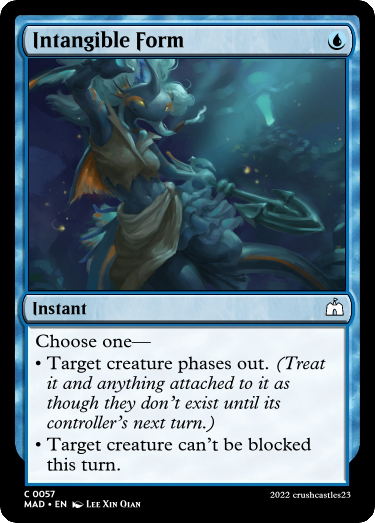 Intangible Form
Instant
Choose one—
• Target creature phases out. (Treat
it and anything attached to it as
though they don't exist until its
controller's next turn.)
• Target creature can't be blocked
this turn.
C 0057
MAD • EN Lee Xin Qian
2022 crushcastles23